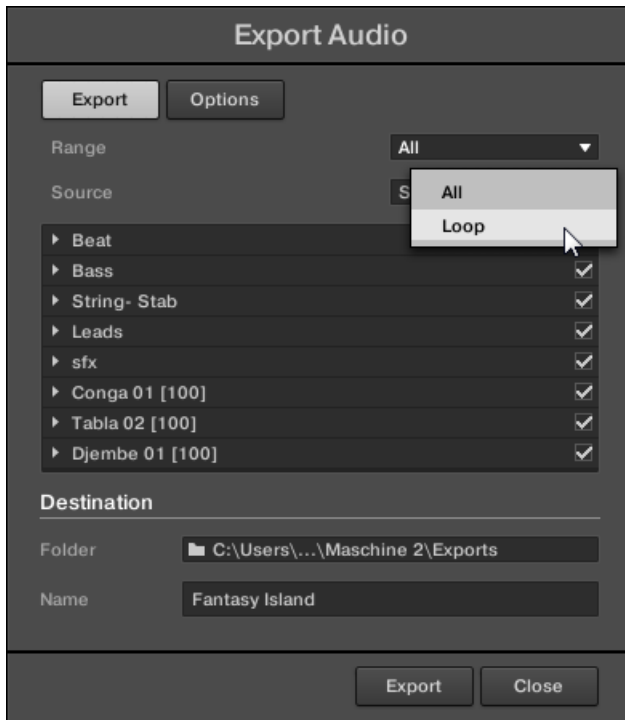 Export Audio
Export Options
Range All
Source S
All
Loop
Beat
Bass
String- Stab
Leads
sfx
Conga 01 [100]
Tabla 02 [100]
Djembe 01 [100]
Destination
Folder C:\Users\...\Maschine 2\Exports
Name Fantasy Island
Export Close